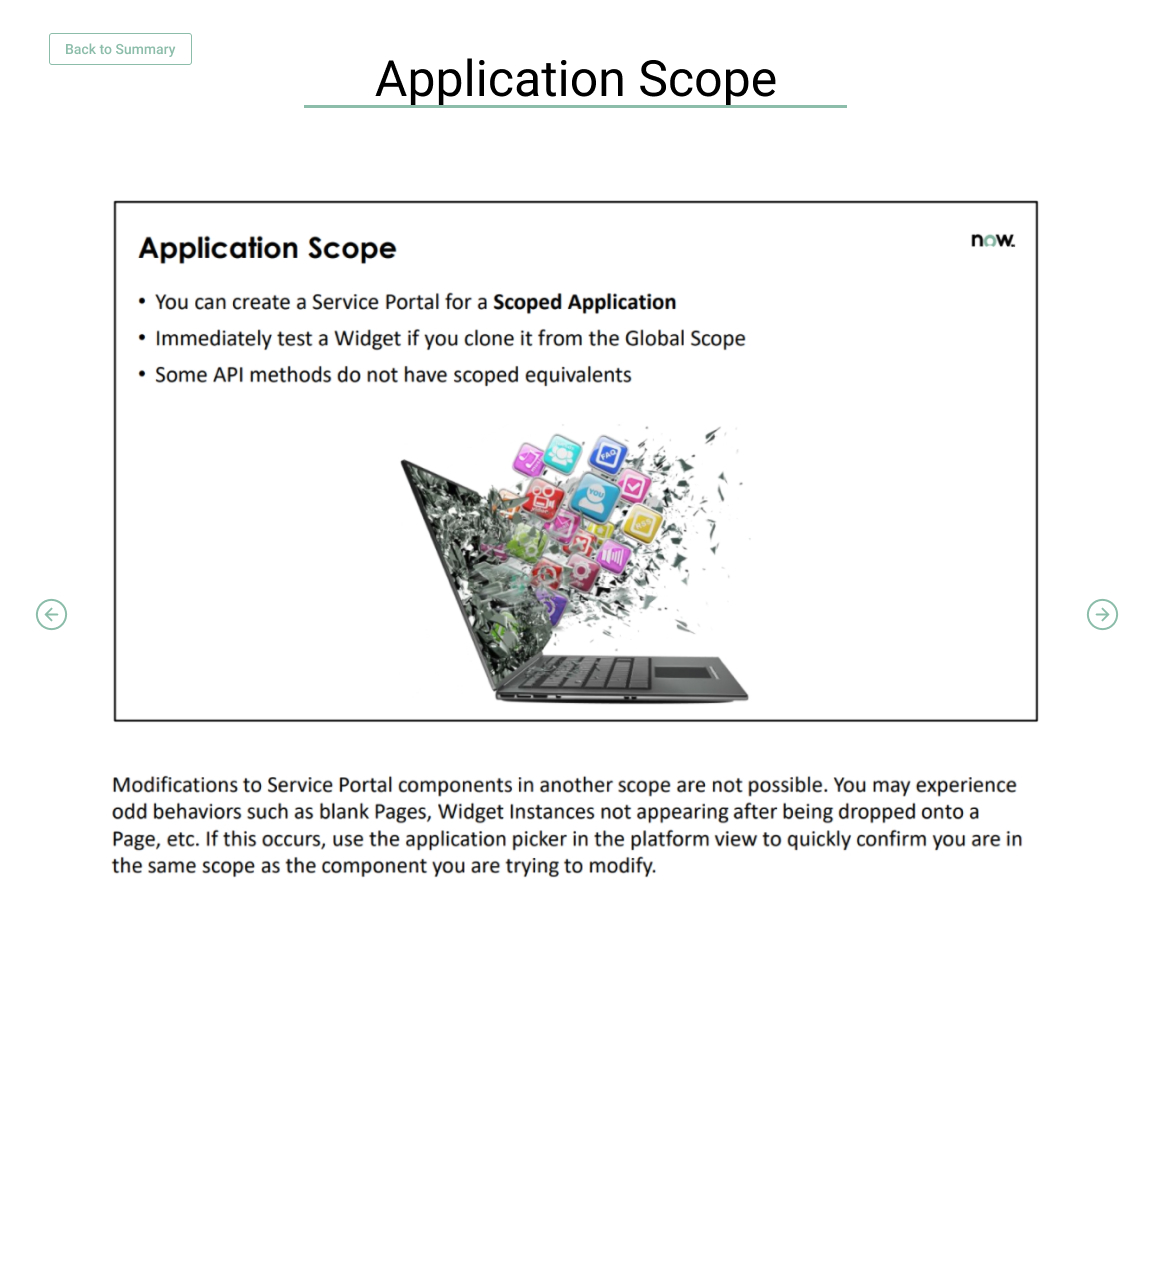 Back to Summary
Application Scope
Application Scope
now.
• You can create a Service Portal for a Scoped Application
• Immediately test a Widget if you clone it from the Global Scope
• Some API methods do not have scoped equivalents
FAQ
YOU
Modifications to Service Portal components in another scope are not possible. You may experience
odd behaviors such as blank Pages, Widget Instances not appearing after being dropped onto a
Page, etc. If this occurs, use the application picker in the platform view to quickly confirm you are in
the same scope as the component you are trying to modify.